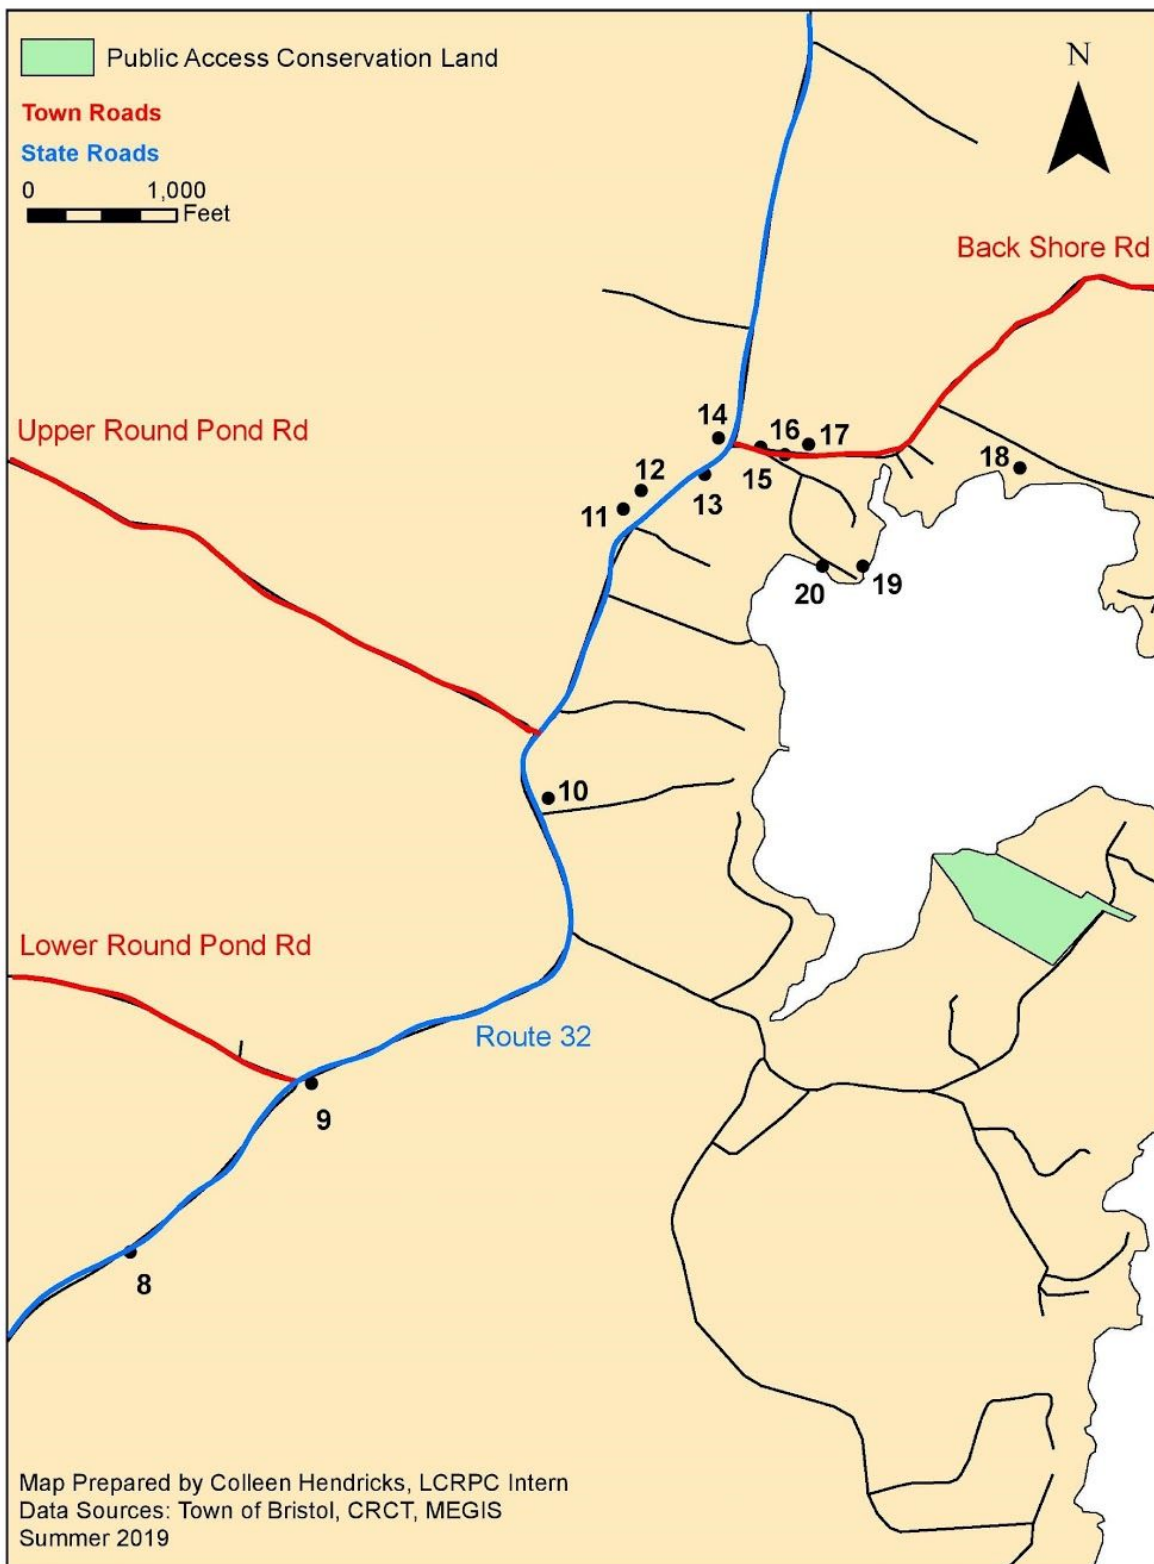 Public Access Conservation Land
N
Town Roads
State Roads
0 1,000
Feet
Back Shore Rd
Upper Round Pond Rd
14
16
17
12
18
15
13
11
19
20
10
Lower Round Pond Rd
Route 32
9
8
Map Prepared by Colleen Hendricks, LCRPC Intern
Data Sources: Town of Bristol, CRCT, MEGIS
Summer 2019